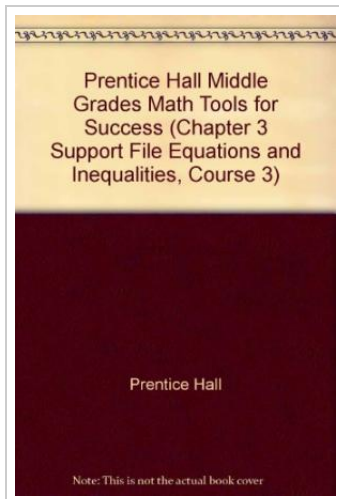 Prentice Hall Middle
Grades Math Tools for
Success (Chapter 3
Support File Equations and
Inequalities, Course 3)
Prentice Hall
Note: This is not the actual book cover